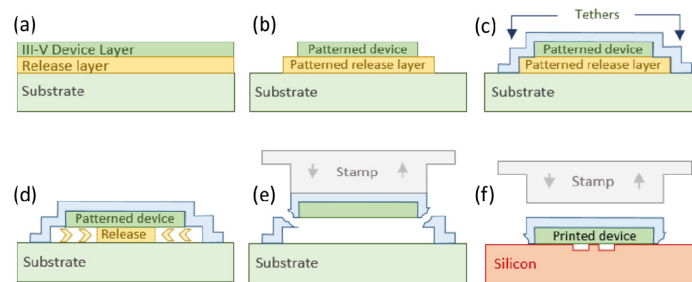 (a)
III-V Device Layer
Release layer
Substrate
(b)
Patterned device
Patterned release layer
Substrate
(c)
Tethers
Patterned device
Patterned release layer
Substrate
(d)
Patterned device
Release
Substrate
(e)
Stamp
Substrate
(f)
Stamp
Printed device
Silicon